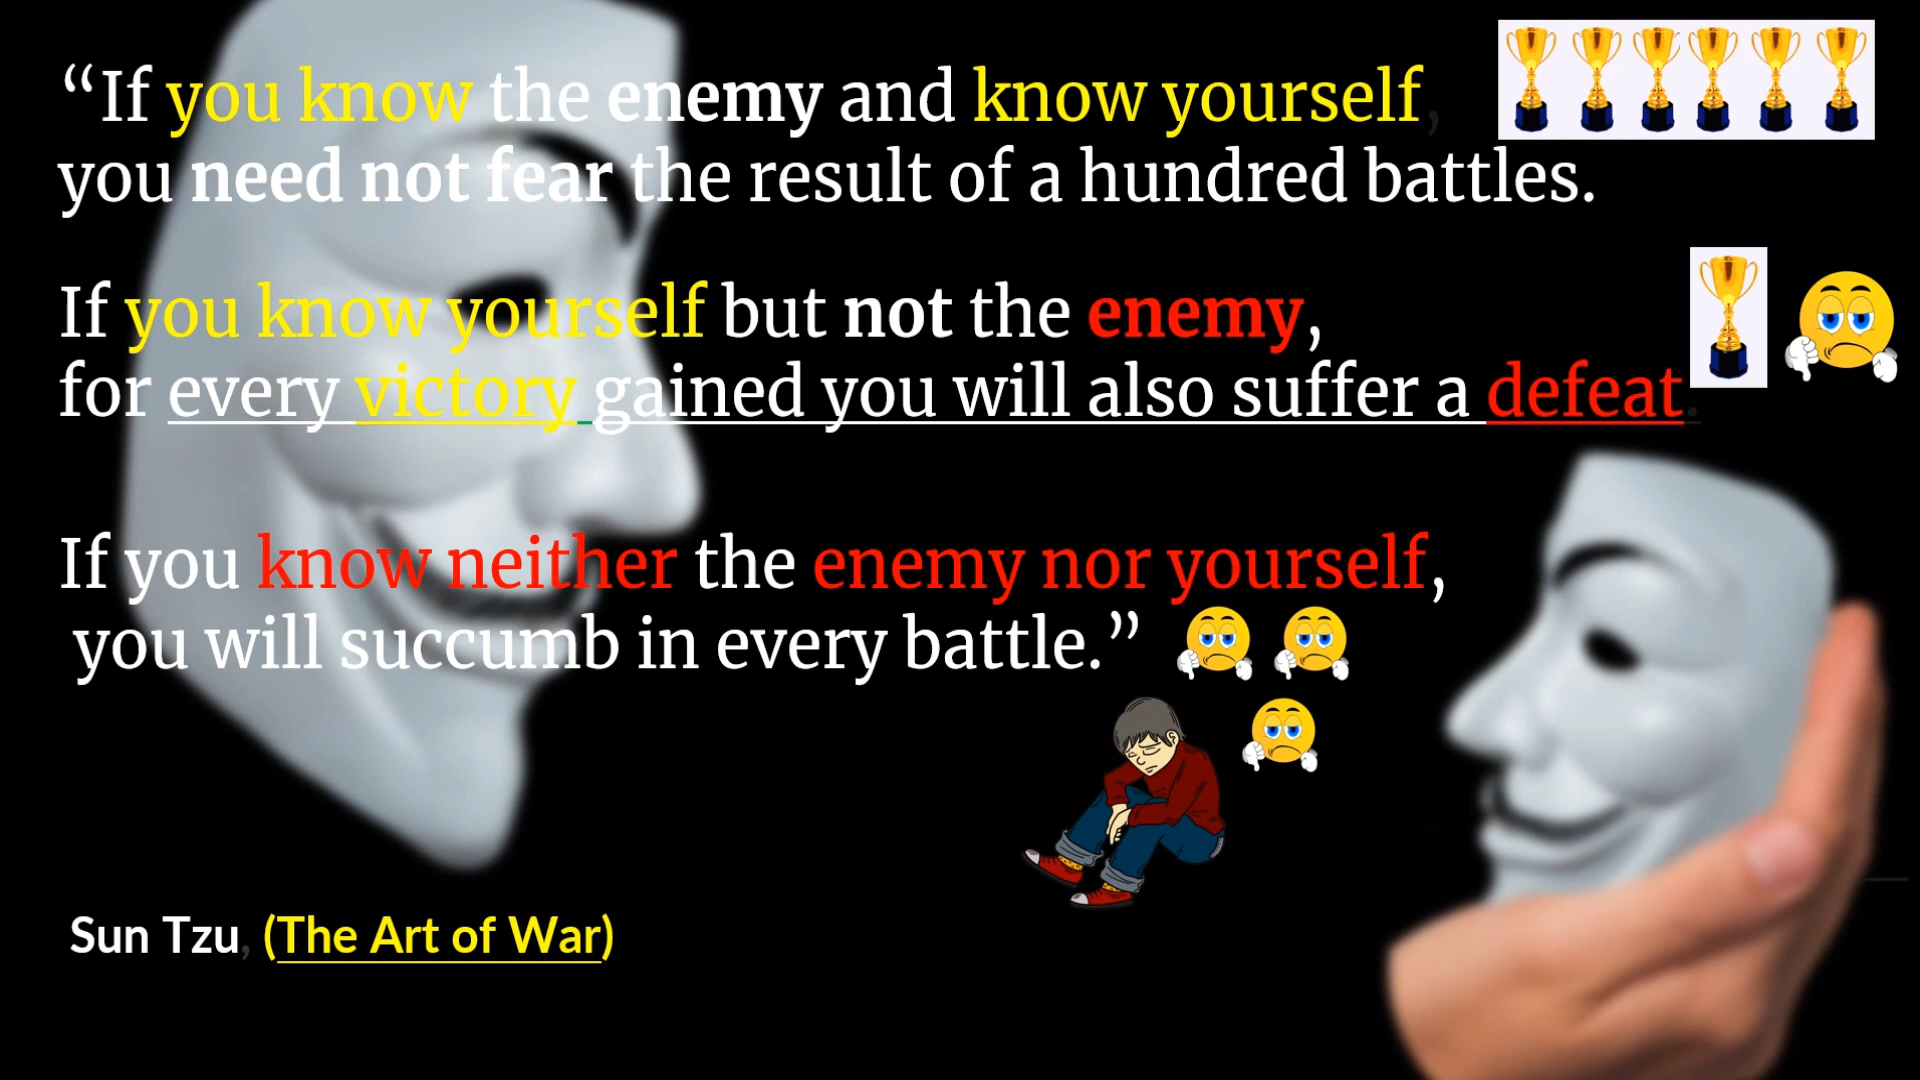 “If you know the enemy and know yourself,
you need not fear the result of a hundred battles.
If you know yourself but not the enemy,
for every victory gained you will also suffer a defeat.
If you know neither the enemy nor yourself,
you will succumb in every battle.”
Sun Tzu, (The Art of War)